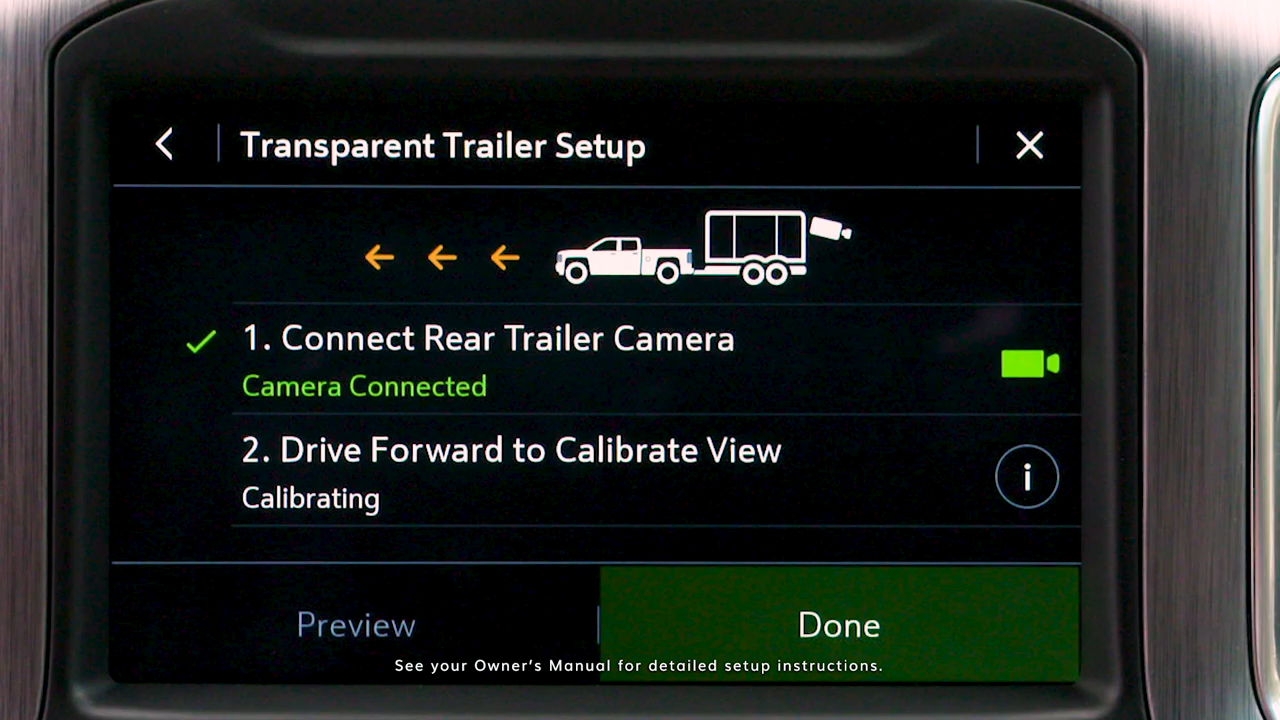 Transparent Trailer Setup
1. Connect Rear Trailer Camera
Camera Connected
2. Drive Forward to Calibrate View
Calibrating
i
Preview
Done
See your Owner's Manual for detailed setup instructions.